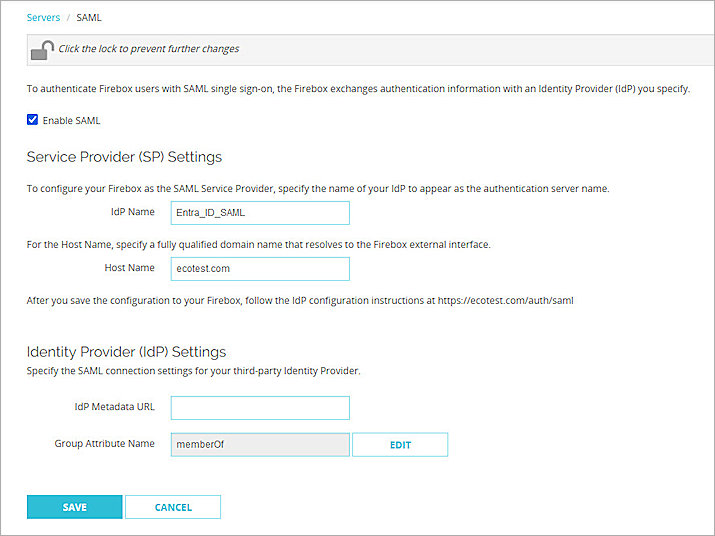 Servers / SAML
Click the lock to prevent further changes
To authenticate Firebox users with SAML single sign-on, the Firebox exchanges authentication information with an Identity Provider (IdP) you specify.
Enable SAML
Service Provider (SP) Settings
To configure your Firebox as the SAML Service Provider, specify the name of your IdP to appear as the authentication server name.
IdP Name Entra_ID_SAML
For the Host Name, specify a fully qualified domain name that resolves to the Firebox external interface.
Host Name ecotest.com
After you save the configuration to your Firebox, follow the IdP configuration instructions at https://ecotest.com/auth/saml
Identity Provider (IdP) Settings
Specify the SAML connection settings for your third-party Identity Provider.
IdP Metadata URL
Group Attribute Name memberOf EDIT
SAVE CANCEL